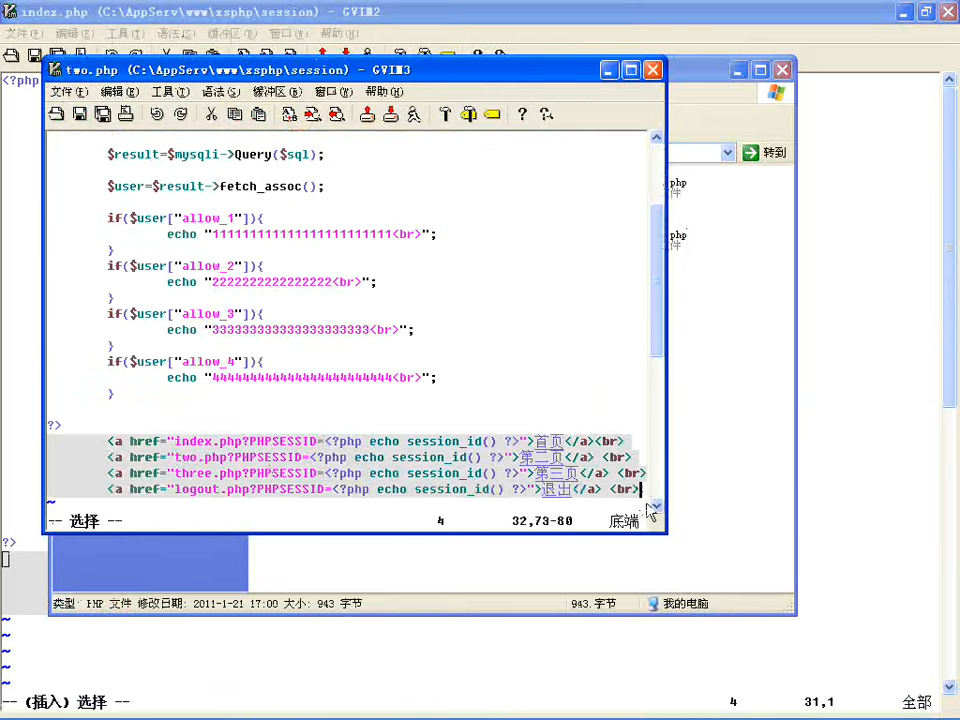 index.php (C:\AppServ\www\xsphp\session) - GVIM2
文件(F) 编辑(E) 工具(T) 语法(S) 缓冲区(B) 窗口(W) 帮助(H)
<?php
two.php (C:\AppServ\www\xsphp\session) - GVIM3
文件(F) 编辑(E) 工具(T) 语法(S) 缓冲区(B) 窗口(W) 帮助(H)
转到
$result=$mysqli->Query($sql);
php
件
$user=$result->fetch_assoc();
if($user["allow_1"]){
echo "111111111111111111111111<br>";
php
件
}
if($user["allow_2"]){
echo "2222222222222222<br>";
}
if($user["allow_3"]){
echo "333333333333333333333<br>";
}
if($user["allow_4"]){
echo "444444444444444444444444<br>";
}
?>
<a href="index.php?PHPSESSID=<?php echo session_id() ?>">首页</a><br>
<a href="two.php?PHPSESSID=<?php echo session_id() ?>">第二页</a> <br>
<a href="three.php?PHPSESSID=<?php echo session_id() ?>">第三页</a> <br>
<a href="logout.php?PHPSESSID=<?php echo session_id() ?>">退出</a> <br>
~
-- 选择 -- 4 32,73-80 底端
?>
类型: PHP 文件 修改日期: 2011-1-21 17:00 大小: 943 字节 943 字节 我的电脑
~
~
~
~
~
-- (插入) 选择 -- 4 31,1 全部